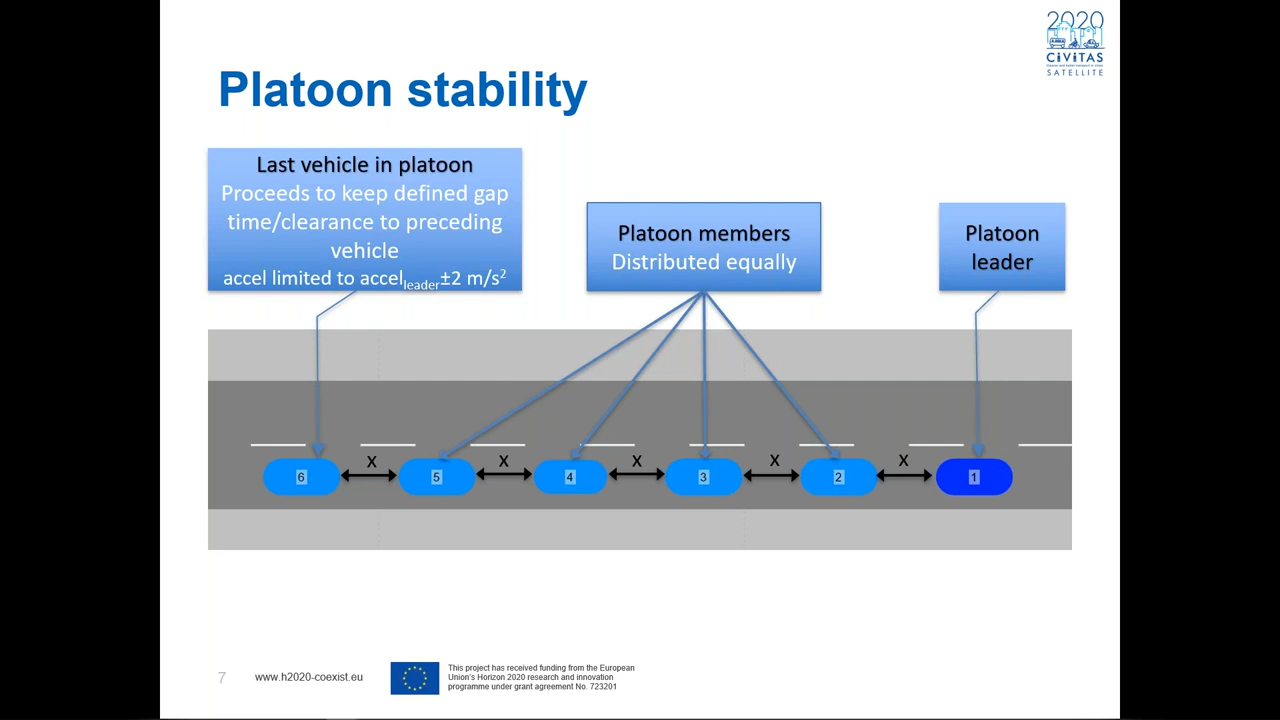 2020
CiViTAS
SATELLITE
Platoon stability
Last vehicle in platoon
Proceeds to keep defined gap
time/clearance to preceding
vehicle
accel limited to accelleader±2 m/s²
Platoon members
Distributed equally
Platoon
leader
X X X X X
6 5 4 3 2 1
7
www.h2020-coexist.eu
This project has received funding from the European
Union's Horizon 2020 research and innovation
programme under grant agreement No. 723201